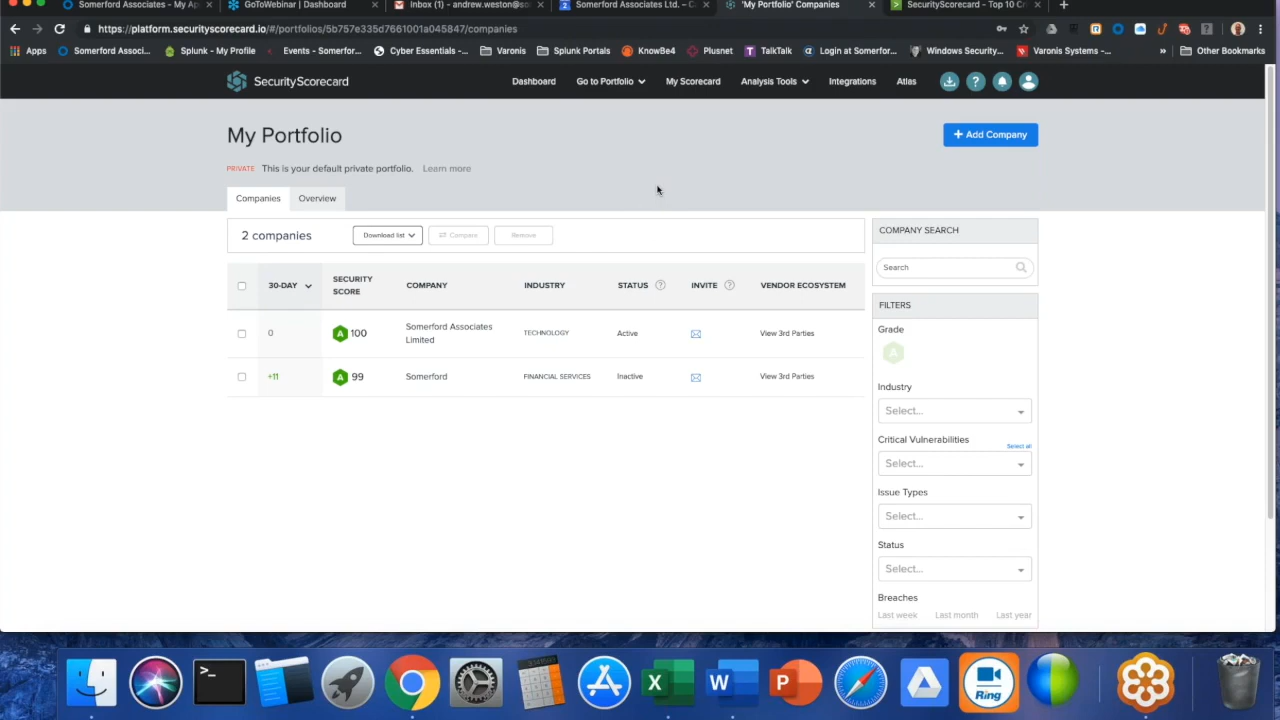 Somerford Associates - My Ap
GoToWebinar | Dashboard
Inbox (1) - andrew.weston@so
Somerford Associates Ltd. – C
'My Portfolio' Companies
SecurityScorecard - Top 10 Cr
https://platform.securityscorecard.io/#/portfolios/5b757e335d7661001a045847/companies
Apps
Somerford Associ...
Splunk - My Profile
Events - Somerfor...
Cyber Essentials -...
Varonis
Splunk Portals
KnowBe4
Plusnet
TalkTalk
Login at Somerfor...
Windows Security...
Varonis Systems -...
»
Other Bookmarks
SecurityScorecard
Dashboard
Go to Portfolio
My Scorecard
Analysis Tools
Integrations
Atlas
My Portfolio
+ Add Company
PRIVATE This is your default private portfolio. Learn more
Companies
Overview
2 companies
Download list
Compare
Remove
COMPANY SEARCH
Search
30-DAY
SECURITY SCORE
COMPANY
INDUSTRY
STATUS ?
INVITE ?
VENDOR ECOSYSTEM
0
A 100
Somerford Associates
Limited
TECHNOLOGY
Active
View 3rd Parties
+11
A 99
Somerford
FINANCIAL SERVICES
Inactive
View 3rd Parties
FILTERS
Grade
A
Industry
Select...
Critical Vulnerabilities
Select all
Select...
Issue Types
Select...
Status
Select...
Breaches
Last week Last month Last year
X
W
P
Ring